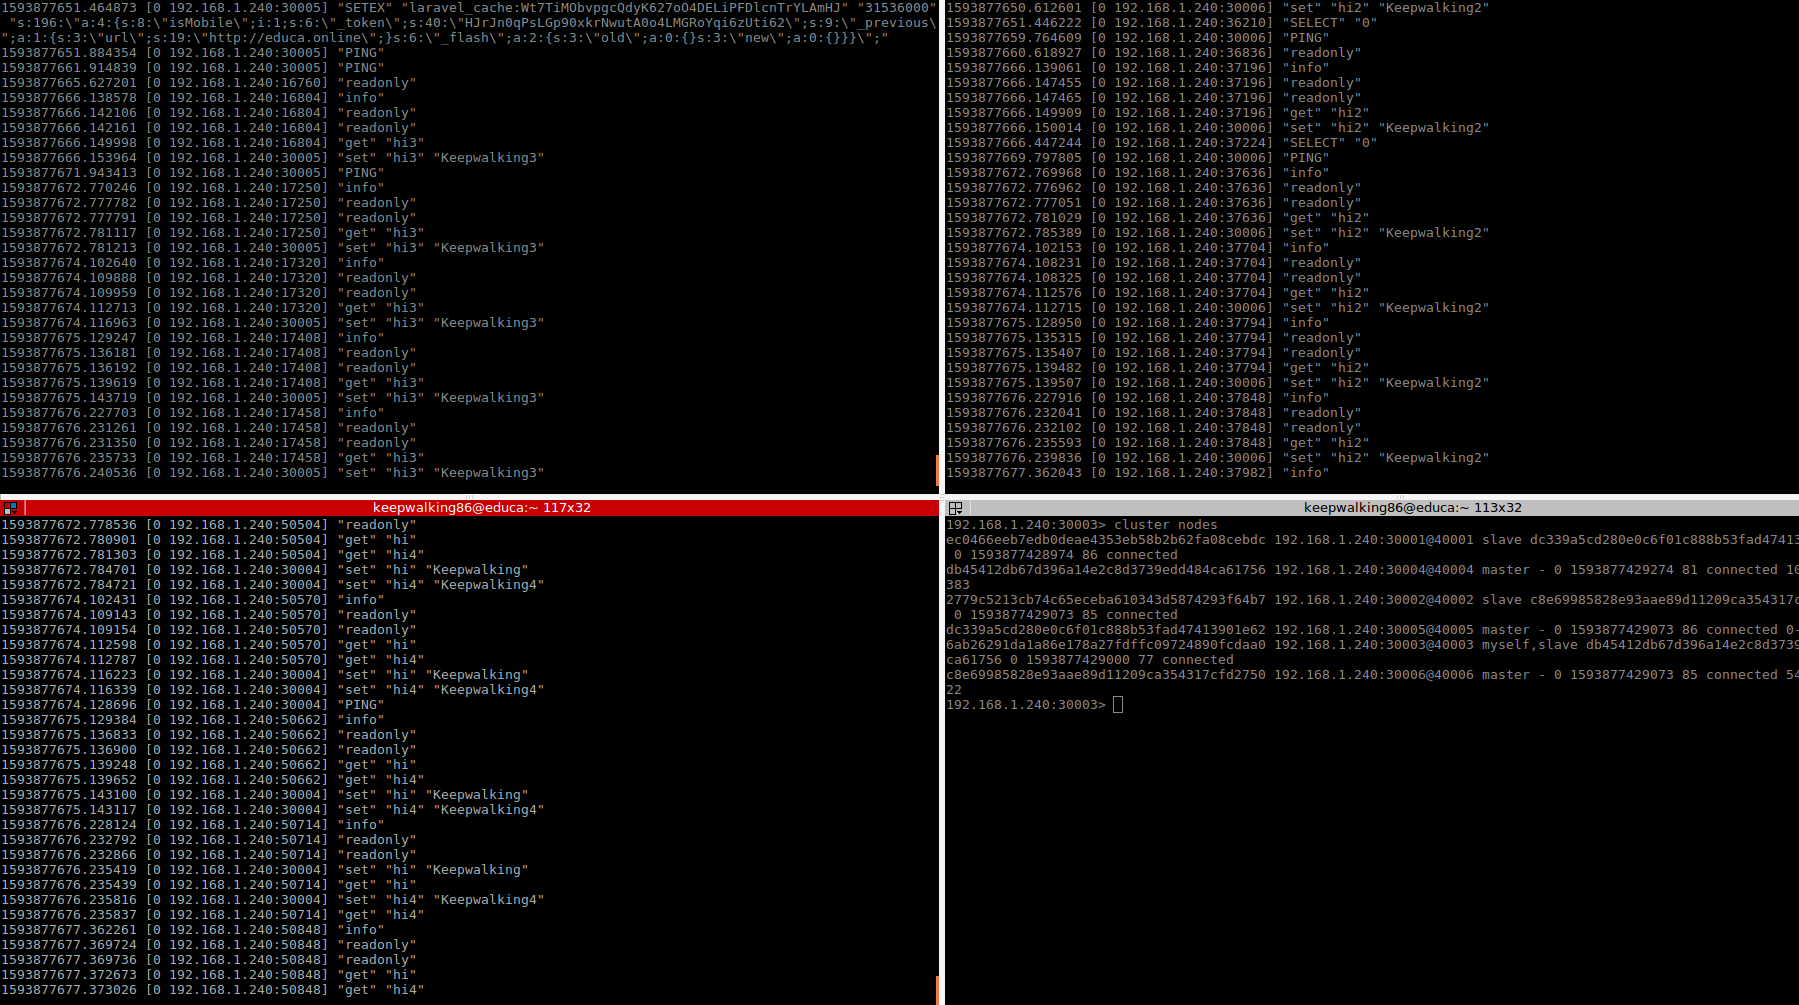 1593877651.464873 [0 192.168.1.240:30005] "SETEX" "laravel_cache:Wt7TiMObvpgcQdyK627oO4DELiPFDlcnTrYLAmHJ" "31536000"
"s:196:\"a:4:{s:8:\"isMobile\";i:1;s:6:\"_token\";s:40:\"HJrJn0qPsLGp90xkrNwutA0o4LMGRoYqi6zUti62\";s:9:\"_previous\
";a:1:{s:3:\"url\";s:19:\"http://educa.online\";}s:6:\"_flash\";a:2:{s:3:\"old\";a:0:{}s:3:\"new\";a:0:{}}}\";"
1593877651.884354 [0 192.168.1.240:30005] "PING"
1593877661.914839 [0 192.168.1.240:30005] "PING"
1593877665.627201 [0 192.168.1.240:16760] "readonly"
1593877666.138578 [0 192.168.1.240:16804] "info"
1593877666.142106 [0 192.168.1.240:16804] "readonly"
1593877666.142161 [0 192.168.1.240:16804] "readonly"
1593877666.149998 [0 192.168.1.240:16804] "get" "hi3"
1593877666.153964 [0 192.168.1.240:30005] "set" "hi3" "Keepwalking3"
1593877671.943413 [0 192.168.1.240:30005] "PING"
1593877672.770246 [0 192.168.1.240:17250] "info"
1593877672.777782 [0 192.168.1.240:17250] "readonly"
1593877672.777791 [0 192.168.1.240:17250] "readonly"
1593877672.781117 [0 192.168.1.240:17250] "get" "hi3"
1593877672.781213 [0 192.168.1.240:30005] "set" "hi3" "Keepwalking3"
1593877674.102640 [0 192.168.1.240:17320] "info"
1593877674.109888 [0 192.168.1.240:17320] "readonly"
1593877674.109959 [0 192.168.1.240:17320] "readonly"
1593877674.112713 [0 192.168.1.240:17320] "get" "hi3"
1593877674.116963 [0 192.168.1.240:30005] "set" "hi3" "Keepwalking3"
1593877675.129247 [0 192.168.1.240:17408] "info"
1593877675.136181 [0 192.168.1.240:17408] "readonly"
1593877675.136192 [0 192.168.1.240:17408] "readonly"
1593877675.139619 [0 192.168.1.240:17408] "get" "hi3"
1593877675.143719 [0 192.168.1.240:30005] "set" "hi3" "Keepwalking3"
1593877676.227703 [0 192.168.1.240:17458] "info"
1593877676.231261 [0 192.168.1.240:17458] "readonly"
1593877676.231350 [0 192.168.1.240:17458] "readonly"
1593877676.235733 [0 192.168.1.240:17458] "get" "hi3"
1593877676.240536 [0 192.168.1.240:30005] "set" "hi3" "Keepwalking3"
1593877650.612601 [0 192.168.1.240:30006] "set" "hi2" "Keepwalking2"
1593877651.446222 [0 192.168.1.240:36210] "SELECT" "0"
1593877659.764609 [0 192.168.1.240:30006] "PING"
1593877660.618927 [0 192.168.1.240:36836] "readonly"
1593877666.139061 [0 192.168.1.240:37196] "info"
1593877666.147455 [0 192.168.1.240:37196] "readonly"
1593877666.147465 [0 192.168.1.240:37196] "readonly"
1593877666.149909 [0 192.168.1.240:37196] "get" "hi2"
1593877666.150014 [0 192.168.1.240:30006] "set" "hi2" "Keepwalking2"
1593877666.447244 [0 192.168.1.240:37224] "SELECT" "0"
1593877669.797805 [0 192.168.1.240:30006] "PING"
1593877672.769968 [0 192.168.1.240:37636] "info"
1593877672.776962 [0 192.168.1.240:37636] "readonly"
1593877672.777051 [0 192.168.1.240:37636] "readonly"
1593877672.781029 [0 192.168.1.240:37636] "get" "hi2"
1593877672.785389 [0 192.168.1.240:30006] "set" "hi2" "Keepwalking2"
1593877674.102153 [0 192.168.1.240:37704] "info"
1593877674.108231 [0 192.168.1.240:37704] "readonly"
1593877674.108325 [0 192.168.1.240:37704] "readonly"
1593877674.112576 [0 192.168.1.240:37704] "get" "hi2"
1593877674.112715 [0 192.168.1.240:30006] "set" "hi2" "Keepwalking2"
1593877675.128950 [0 192.168.1.240:37794] "info"
1593877675.135315 [0 192.168.1.240:37794] "readonly"
1593877675.135407 [0 192.168.1.240:37794] "readonly"
1593877675.139482 [0 192.168.1.240:37794] "get" "hi2"
1593877675.139507 [0 192.168.1.240:30006] "set" "hi2" "Keepwalking2"
1593877676.227916 [0 192.168.1.240:37848] "info"
1593877676.232041 [0 192.168.1.240:37848] "readonly"
1593877676.232102 [0 192.168.1.240:37848] "readonly"
1593877676.235593 [0 192.168.1.240:37848] "get" "hi2"
1593877676.239836 [0 192.168.1.240:30006] "set" "hi2" "Keepwalking2"
1593877677.362043 [0 192.168.1.240:37982] "info"
keepwalking86@educa:~ 117x32
1593877672.778536 [0 192.168.1.240:50504] "readonly"
1593877672.780901 [0 192.168.1.240:50504] "get" "hi"
1593877672.781303 [0 192.168.1.240:50504] "get" "hi4"
1593877672.784701 [0 192.168.1.240:30004] "set" "hi" "Keepwalking"
1593877672.784721 [0 192.168.1.240:30004] "set" "hi4" "Keepwalking4"
1593877674.102431 [0 192.168.1.240:50570] "info"
1593877674.109143 [0 192.168.1.240:50570] "readonly"
1593877674.109154 [0 192.168.1.240:50570] "readonly"
1593877674.112598 [0 192.168.1.240:50570] "get" "hi"
1593877674.112787 [0 192.168.1.240:50570] "get" "hi4"
1593877674.116223 [0 192.168.1.240:30004] "set" "hi" "Keepwalking"
1593877674.116339 [0 192.168.1.240:30004] "set" "hi4" "Keepwalking4"
1593877674.128696 [0 192.168.1.240:30004] "PING"
1593877675.129384 [0 192.168.1.240:50662] "info"
1593877675.136833 [0 192.168.1.240:50662] "readonly"
1593877675.136900 [0 192.168.1.240:50662] "readonly"
1593877675.139248 [0 192.168.1.240:50662] "get" "hi"
1593877675.139652 [0 192.168.1.240:50662] "get" "hi4"
1593877675.143100 [0 192.168.1.240:30004] "set" "hi" "Keepwalking"
1593877675.143117 [0 192.168.1.240:30004] "set" "hi4" "Keepwalking4"
1593877676.228124 [0 192.168.1.240:50714] "info"
1593877676.232792 [0 192.168.1.240:50714] "readonly"
1593877676.232866 [0 192.168.1.240:50714] "readonly"
1593877676.235419 [0 192.168.1.240:30004] "set" "hi" "Keepwalking"
1593877676.235439 [0 192.168.1.240:50714] "get" "hi"
1593877676.235816 [0 192.168.1.240:30004] "set" "hi4" "Keepwalking4"
1593877676.235837 [0 192.168.1.240:50714] "get" "hi4"
1593877677.362261 [0 192.168.1.240:50848] "info"
1593877677.369724 [0 192.168.1.240:50848] "readonly"
1593877677.369736 [0 192.168.1.240:50848] "readonly"
1593877677.372673 [0 192.168.1.240:50848] "get" "hi"
1593877677.373026 [0 192.168.1.240:50848] "get" "hi4"
keepwalking86@educa:~ 113x32
192.168.1.240:30003> cluster nodes
ec0466eeb7edb0deae4353eb58b2b62fa08cebdc 192.168.1.240:30001@40001 slave dc339a5cd280e0c6f01c888b53fad47413
0 1593877428974 86 connected
db45412db67d396a14e2c8d3739edd484ca61756 192.168.1.240:30004@40004 master - 0 1593877429274 81 connected 10
383
2779c5213cb74c65eceba610343d5874293f64b7 192.168.1.240:30002@40002 slave c8e69985828e93aae89d11209ca354317c
0 1593877429073 85 connected
dc339a5cd280e0c6f01c888b53fad47413901e62 192.168.1.240:30005@40005 master - 0 1593877429073 86 connected 0-
6ab26291da1a86e178a27fdffc09724890fcdaa0 192.168.1.240:30003@40003 myself,slave db45412db67d396a14e2c8d3739
ca61756 0 1593877429000 77 connected
c8e69985828e93aae89d11209ca354317cfd2750 192.168.1.240:30006@40006 master - 0 1593877429073 85 connected 54
22
192.168.1.240:30003>